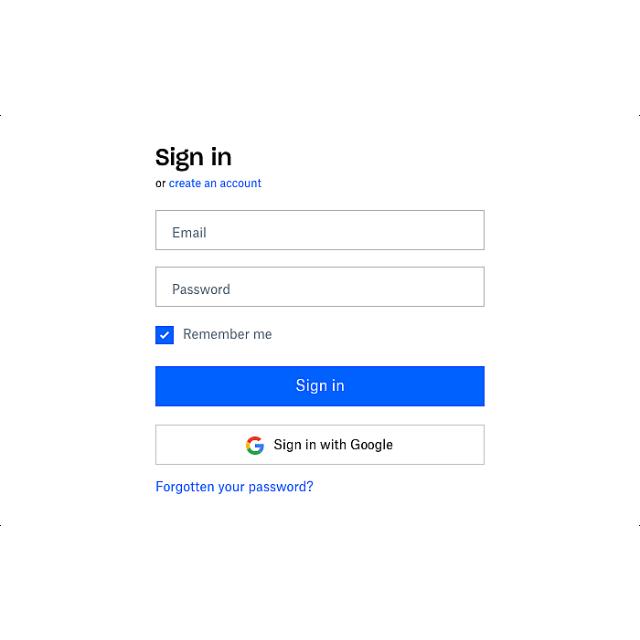 Sign in
or create an account
Email
Password
Remember me
Sign in
Sign in with Google
Forgotten your password?